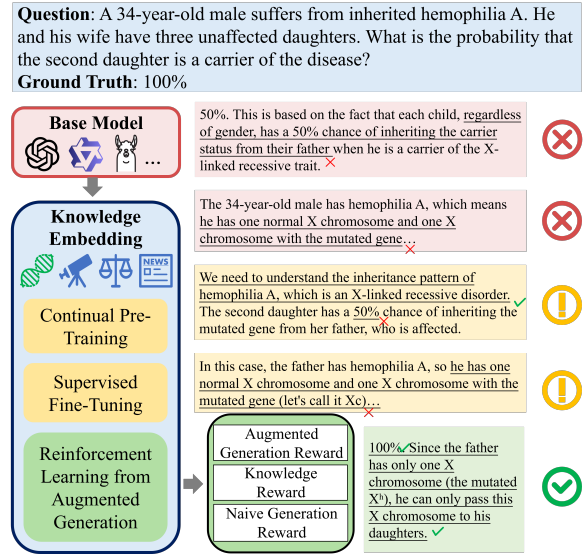 Question: A 34-year-old male suffers from inherited hemophilia A. He
and his wife have three unaffected daughters. What is the probability that
the second daughter is a carrier of the disease?
Ground Truth: 100%
Base Model
...
50%. This is based on the fact that each child, regardless
of gender, has a 50% chance of inheriting the carrier
status from their father when he is a carrier of the X-
linked recessive trait.
The 34-year-old male has hemophilia A, which means
he has one normal X chromosome and one X
chromosome with the mutated gene…
Knowledge
Embedding
NEWS
Continual Pre-
Training
We need to understand the inheritance pattern of
hemophilia A, which is an X-linked recessive disorder.
The second daughter has a 50% chance of inheriting the
mutated gene from her father, who is affected.
Supervised
Fine-Tuning
In this case, the father has hemophilia A, so he has one
normal X chromosome and one X chromosome with the
mutated gene (let's call it Xc)…
Reinforcement
Learning from
Augmented
Generation
Augmented
Generation Reward
Knowledge
Reward
Naive Generation
Reward
100%. Since the father
has only one X
chromosome (the mutated
Xʰ), he can only pass this
X chromosome to his
daughters.